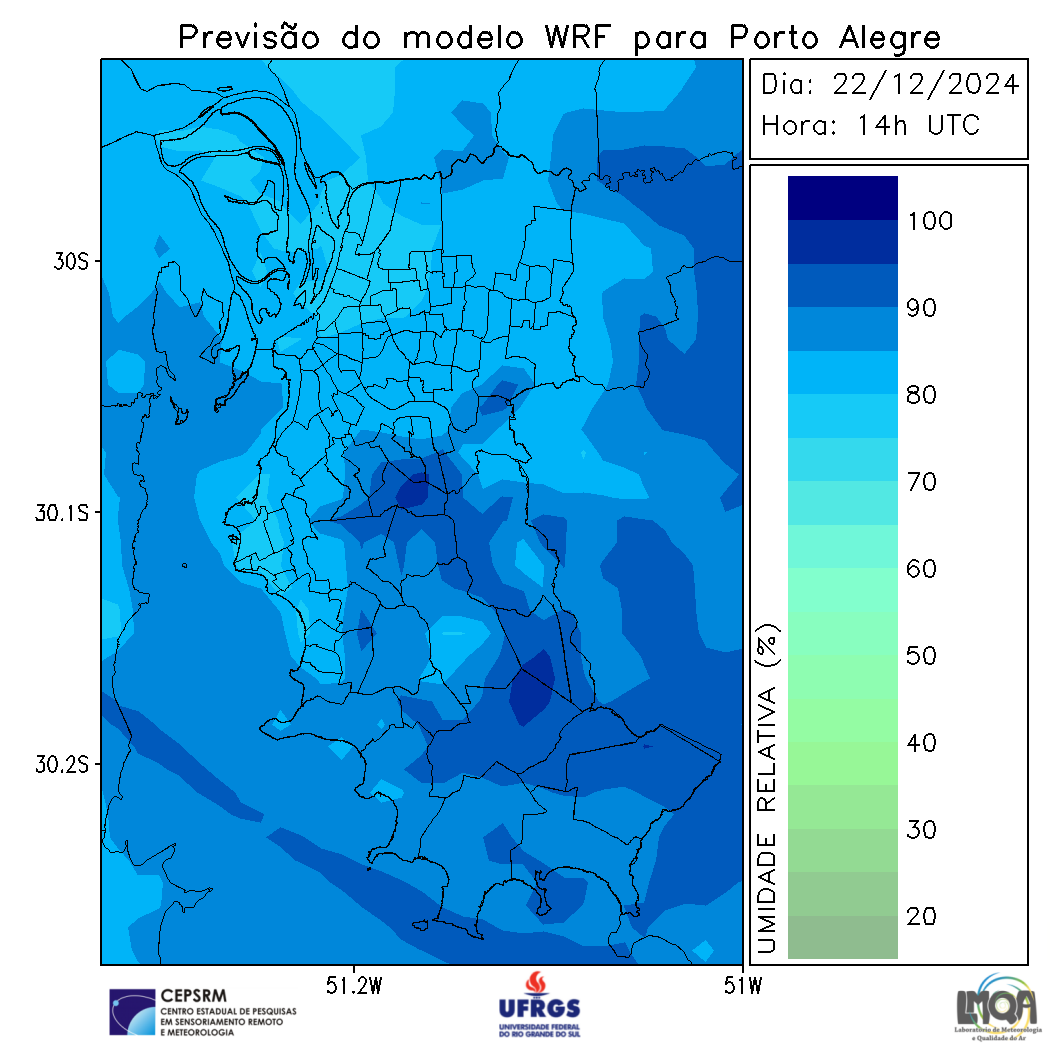 Previsão do modelo WRF para Porto Alegre
Dia: 22/12/2024
Hora: 14h UTC
30S
30.1S
30.2S
51.2W
51W
100
90
80
70
60
50
40
30
20
UMIDADE RELATIVA (%)
CEPSRM
CENTRO ESTADUAL DE PESQUISAS
EM SENSORIAMENTO REMOTO
E METEOROLOGIA
UFRGS
UNIVERSIDADE FEDERAL
DO RIO GRANDE DO SUL
LMQA
Laboratório de Meteorologia
e Qualidade do Ar